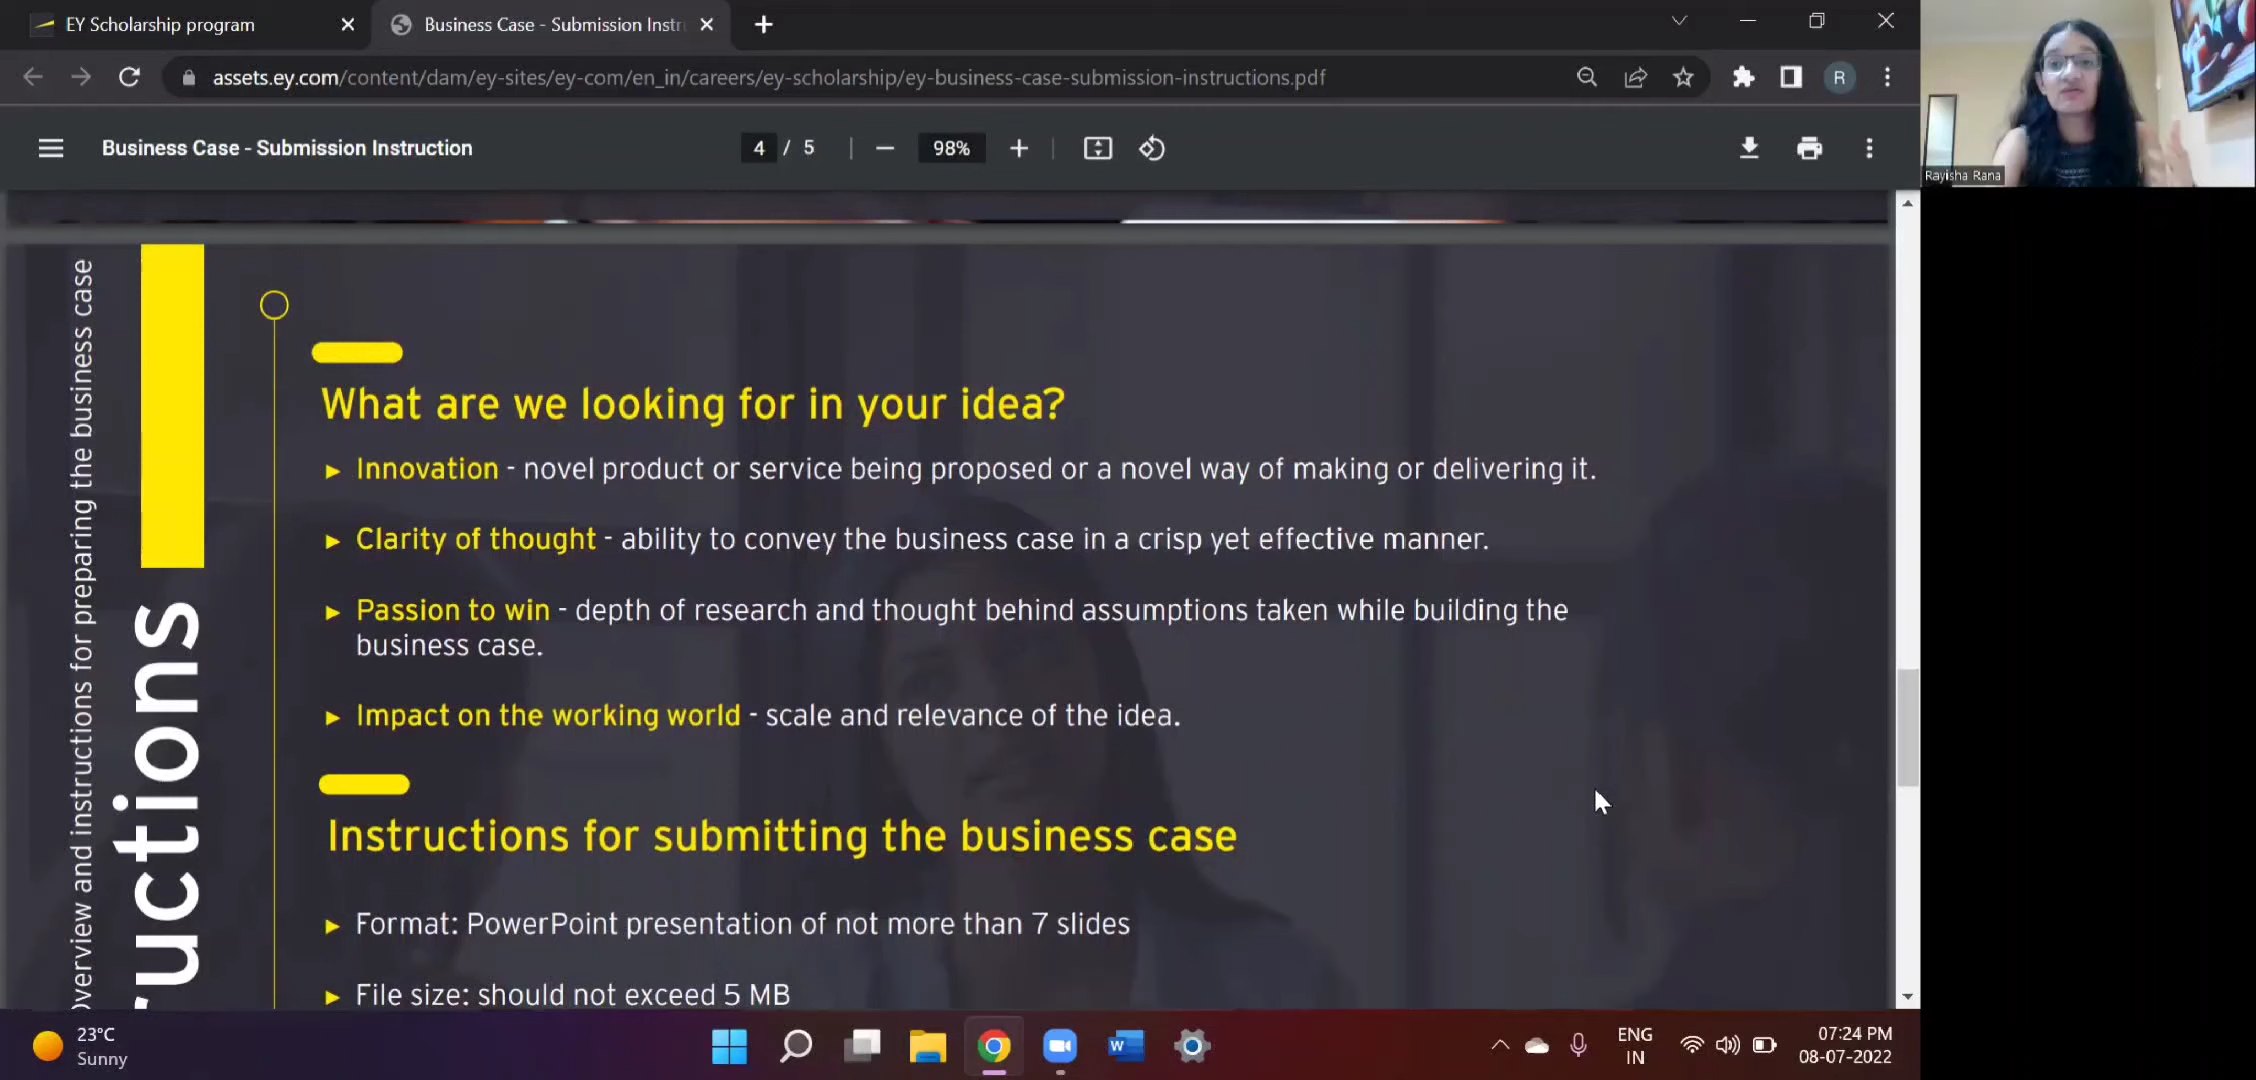 EY Scholarship program
Business Case - Submission Instr
assets.ey.com/content/dam/ey-sites/ey-com/en_in/careers/ey-scholarship/ey-business-case-submission-instructions.pdf
R
Business Case - Submission Instruction
4 / 5
98%
Rayisha Rana
Overview and instructions for preparing the business case
ructions
What are we looking for in your idea?
► Innovation - novel product or service being proposed or a novel way of making or delivering it.
► Clarity of thought - ability to convey the business case in a crisp yet effective manner.
► Passion to win - depth of research and thought behind assumptions taken while building the
business case.
► Impact on the working world - scale and relevance of the idea.
Instructions for submitting the business case
► Format: PowerPoint presentation of not more than 7 slides
► File size: should not exceed 5 MB
23°C
Sunny
W
ENG
IN
07:24 PM
08-07-2022